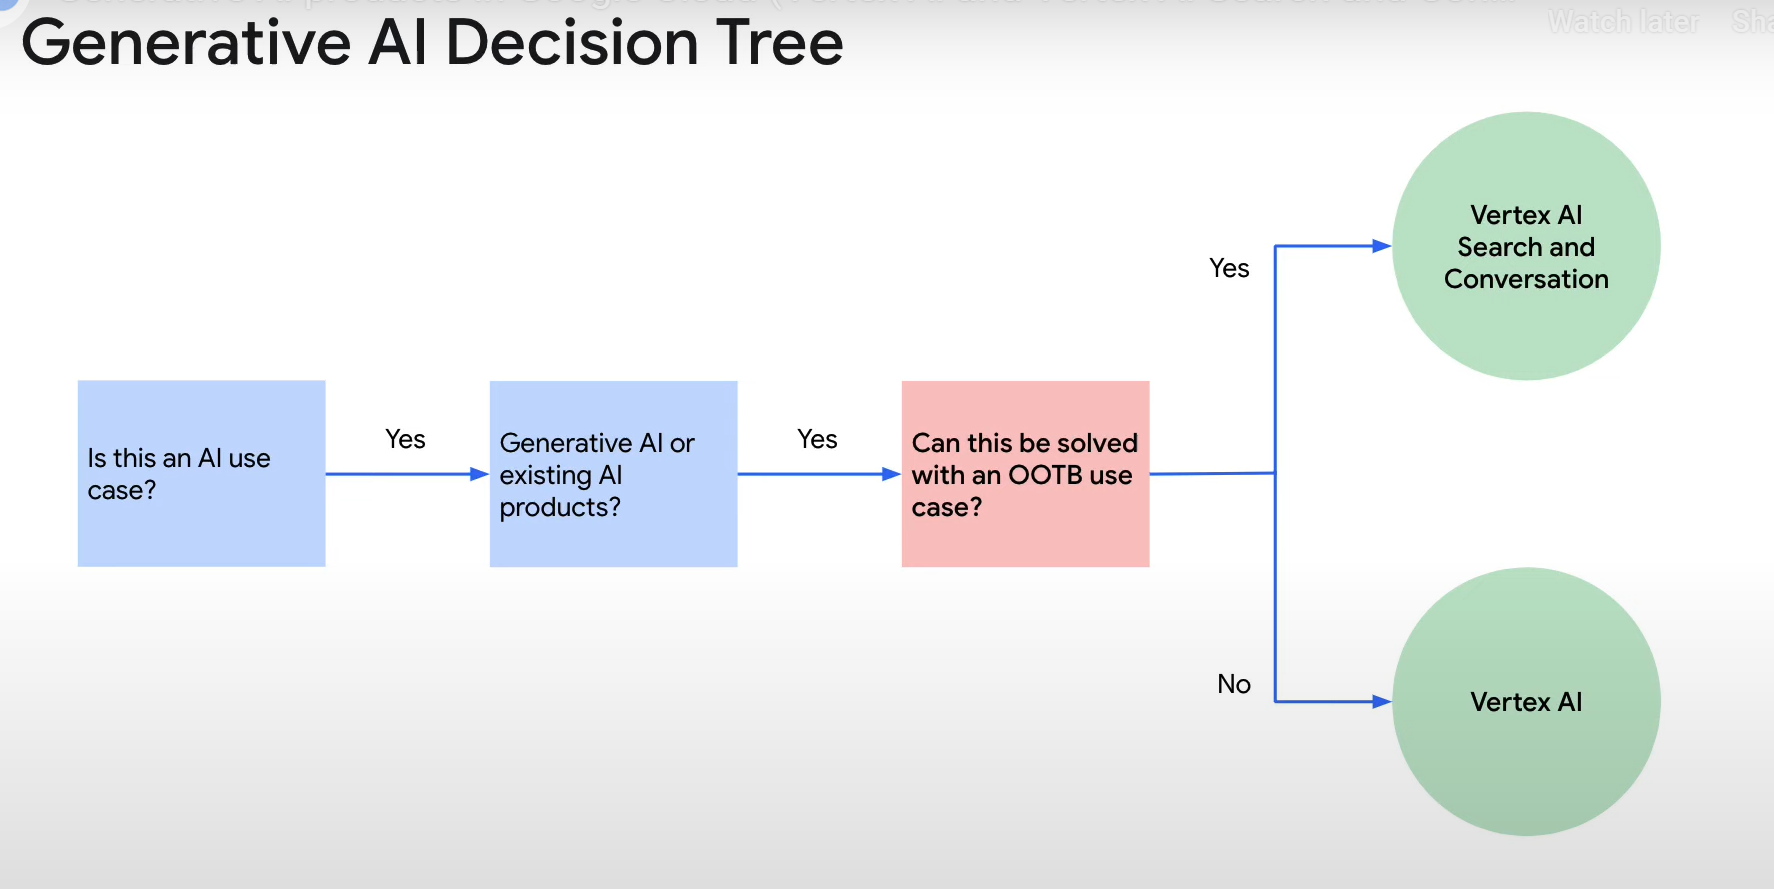 Watch later
Generative AI Decision Tree
Vertex AI
Search and
Conversation
Yes
Is this an AI use
case?
Yes
Generative AI or
existing AI
products?
Yes
Can this be solved
with an OOTB use
case?
No
Vertex AI